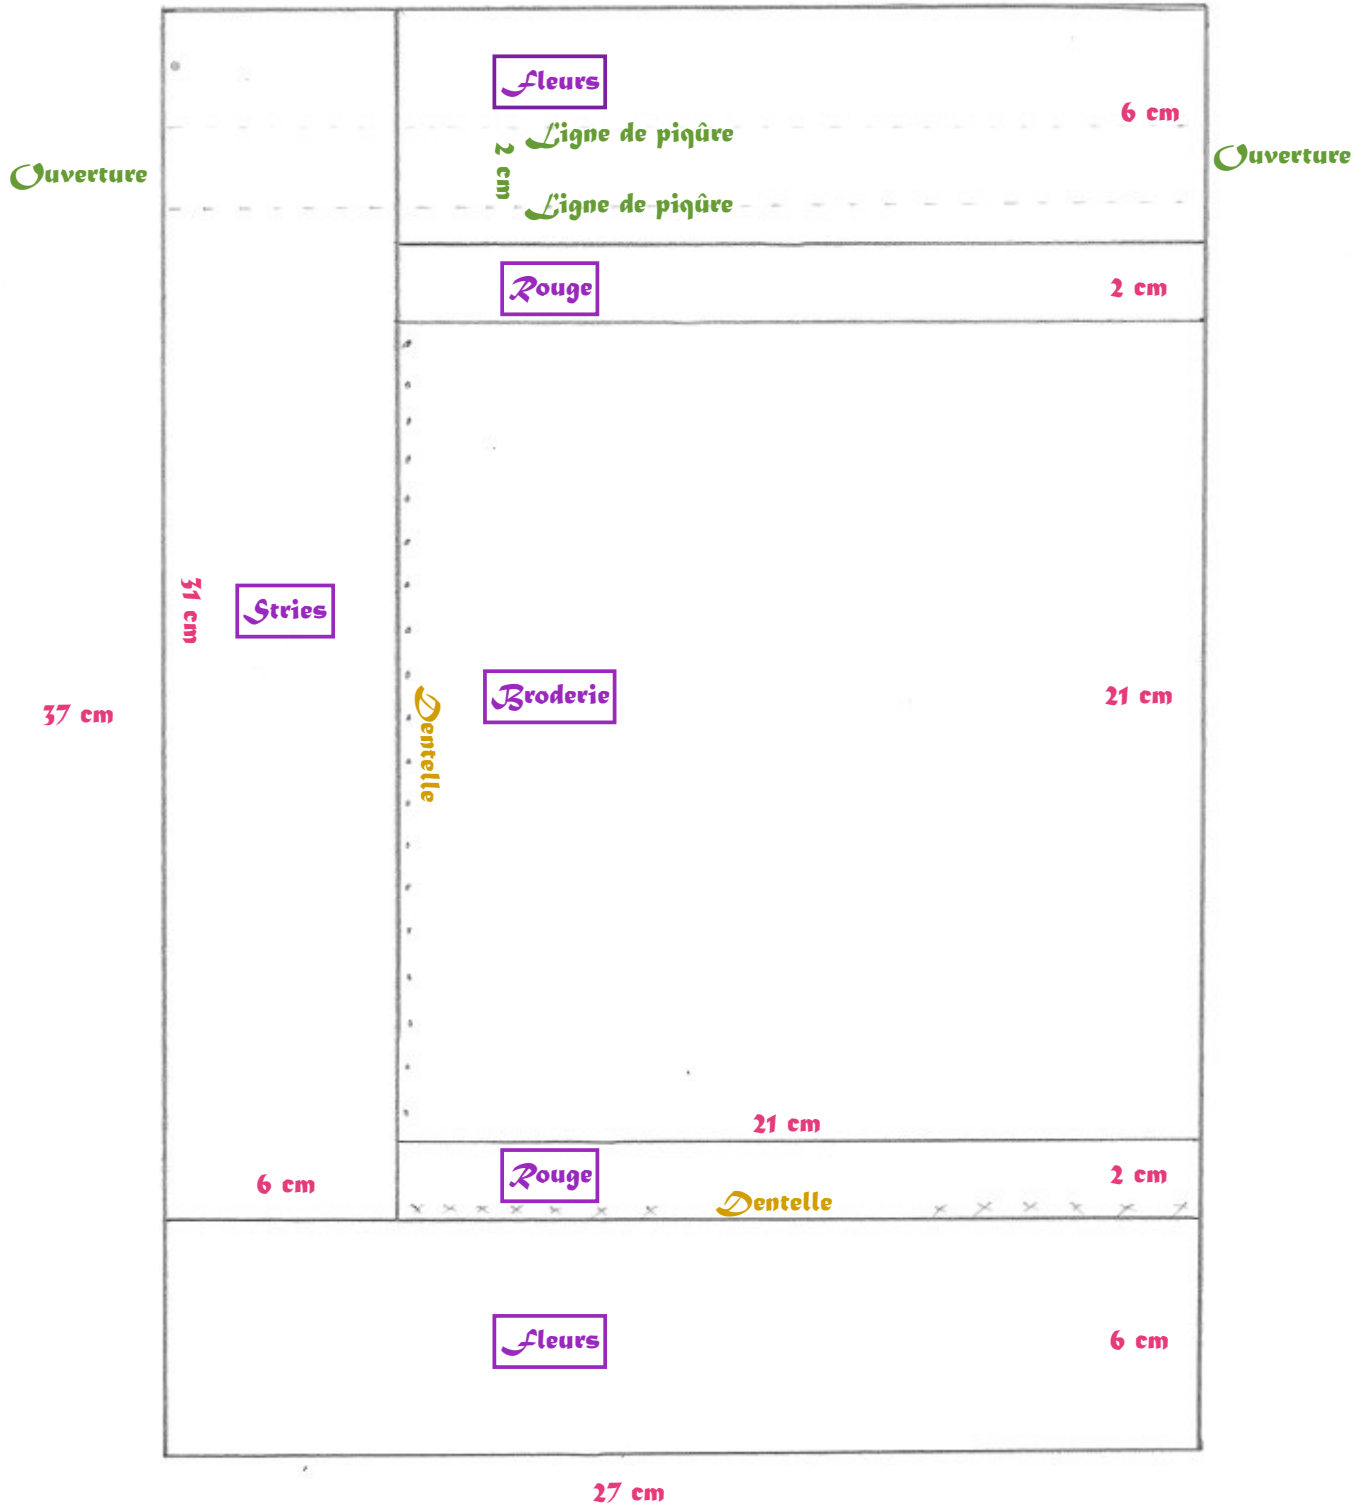 Fleurs
6 cm
Ligne de piqûre
2 cm
Ouverture
Ouverture
Ligne de piqûre
Rouge
2 cm
31 cm
Stries
37 cm
Broderie
21 cm
Dentelle
21 cm
Rouge
2 cm
6 cm
Dentelle
Fleurs
6 cm
27 cm